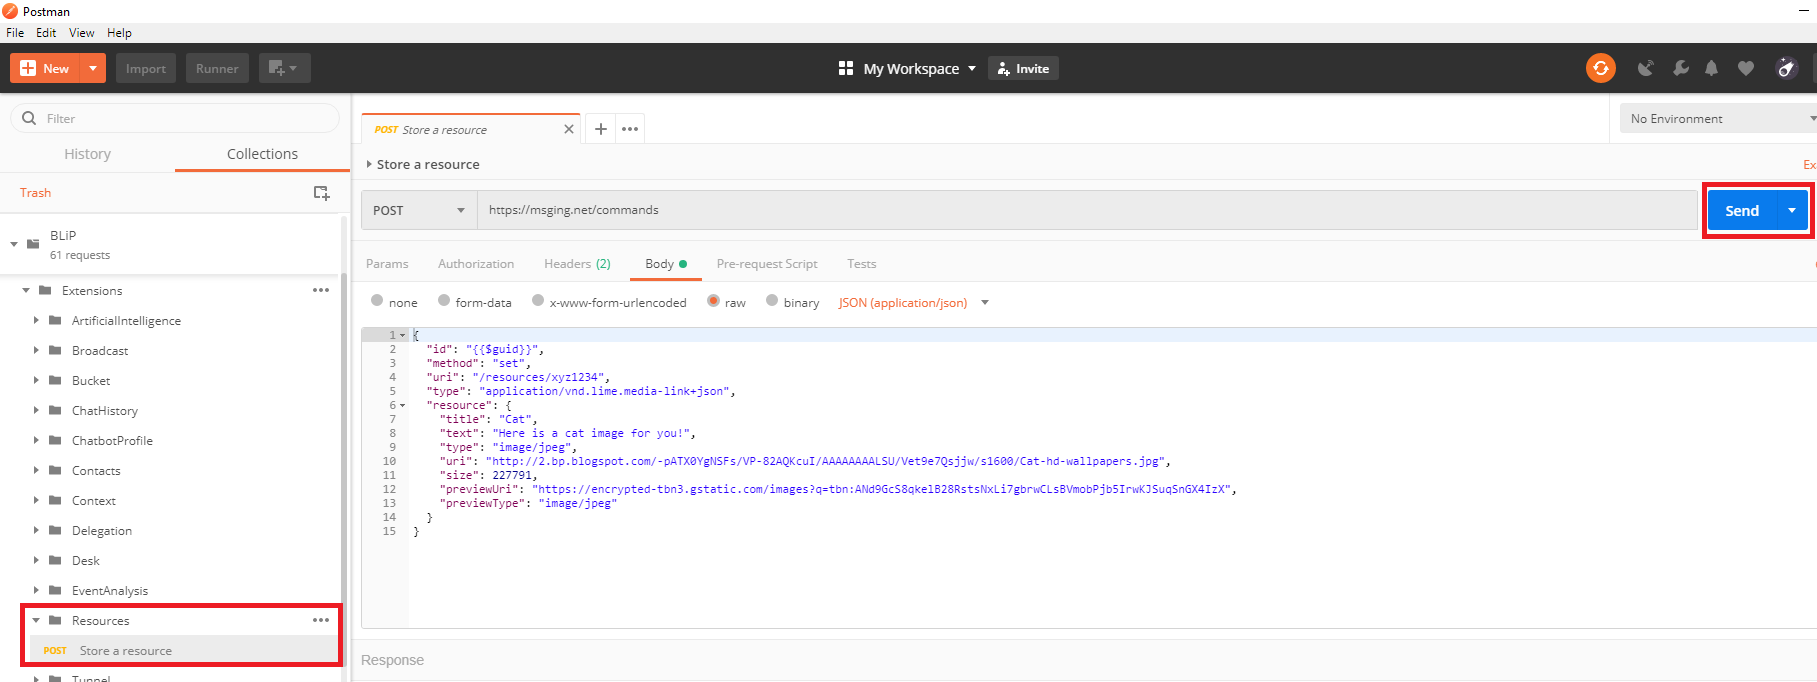 Postman
File Edit View Help
New Import Runner My Workspace Invite
Filter
History Collections
Trash
BLiP
61 requests
Extensions
ArtificialIntelligence
Broadcast
Bucket
ChatHistory
ChatbotProfile
Contacts
Context
Delegation
Desk
EventAnalysis
Resources
POST Store a resource
Tunnel
POST Store a resource
No Environment
Store a resource
Ex
POST https://msging.net/commands Send
Params Authorization Headers (2) Body Pre-request Script Tests
none form-data x-www-form-urlencoded raw binary JSON (application/json)
1 {
2 "id": "{{$guid}}",
3 "method": "set",
4 "uri": "/resources/xyz1234",
5 "type": "application/vnd.lime.media-link+json",
6 "resource": {
7 "title": "Cat",
8 "text": "Here is a cat image for you!",
9 "type": "image/jpeg",
10 "uri": "http://2.bp.blogspot.com/-pATX0YgNSFs/VP-82AQKcuI/AAAAAAAALSU/Vet9e7Qsjjw/s1600/Cat-hd-wallpapers.jpg",
11 "size": 227791,
12 "previewUri": "https://encrypted-tbn3.gstatic.com/images?q=tbn:ANd9GcS8qkelB28RstsNxLi7gbrwCLsBVmobPjb5IrwKJSuqSnGX4IzX",
13 "previewType": "image/jpeg"
14 }
15 }
Response